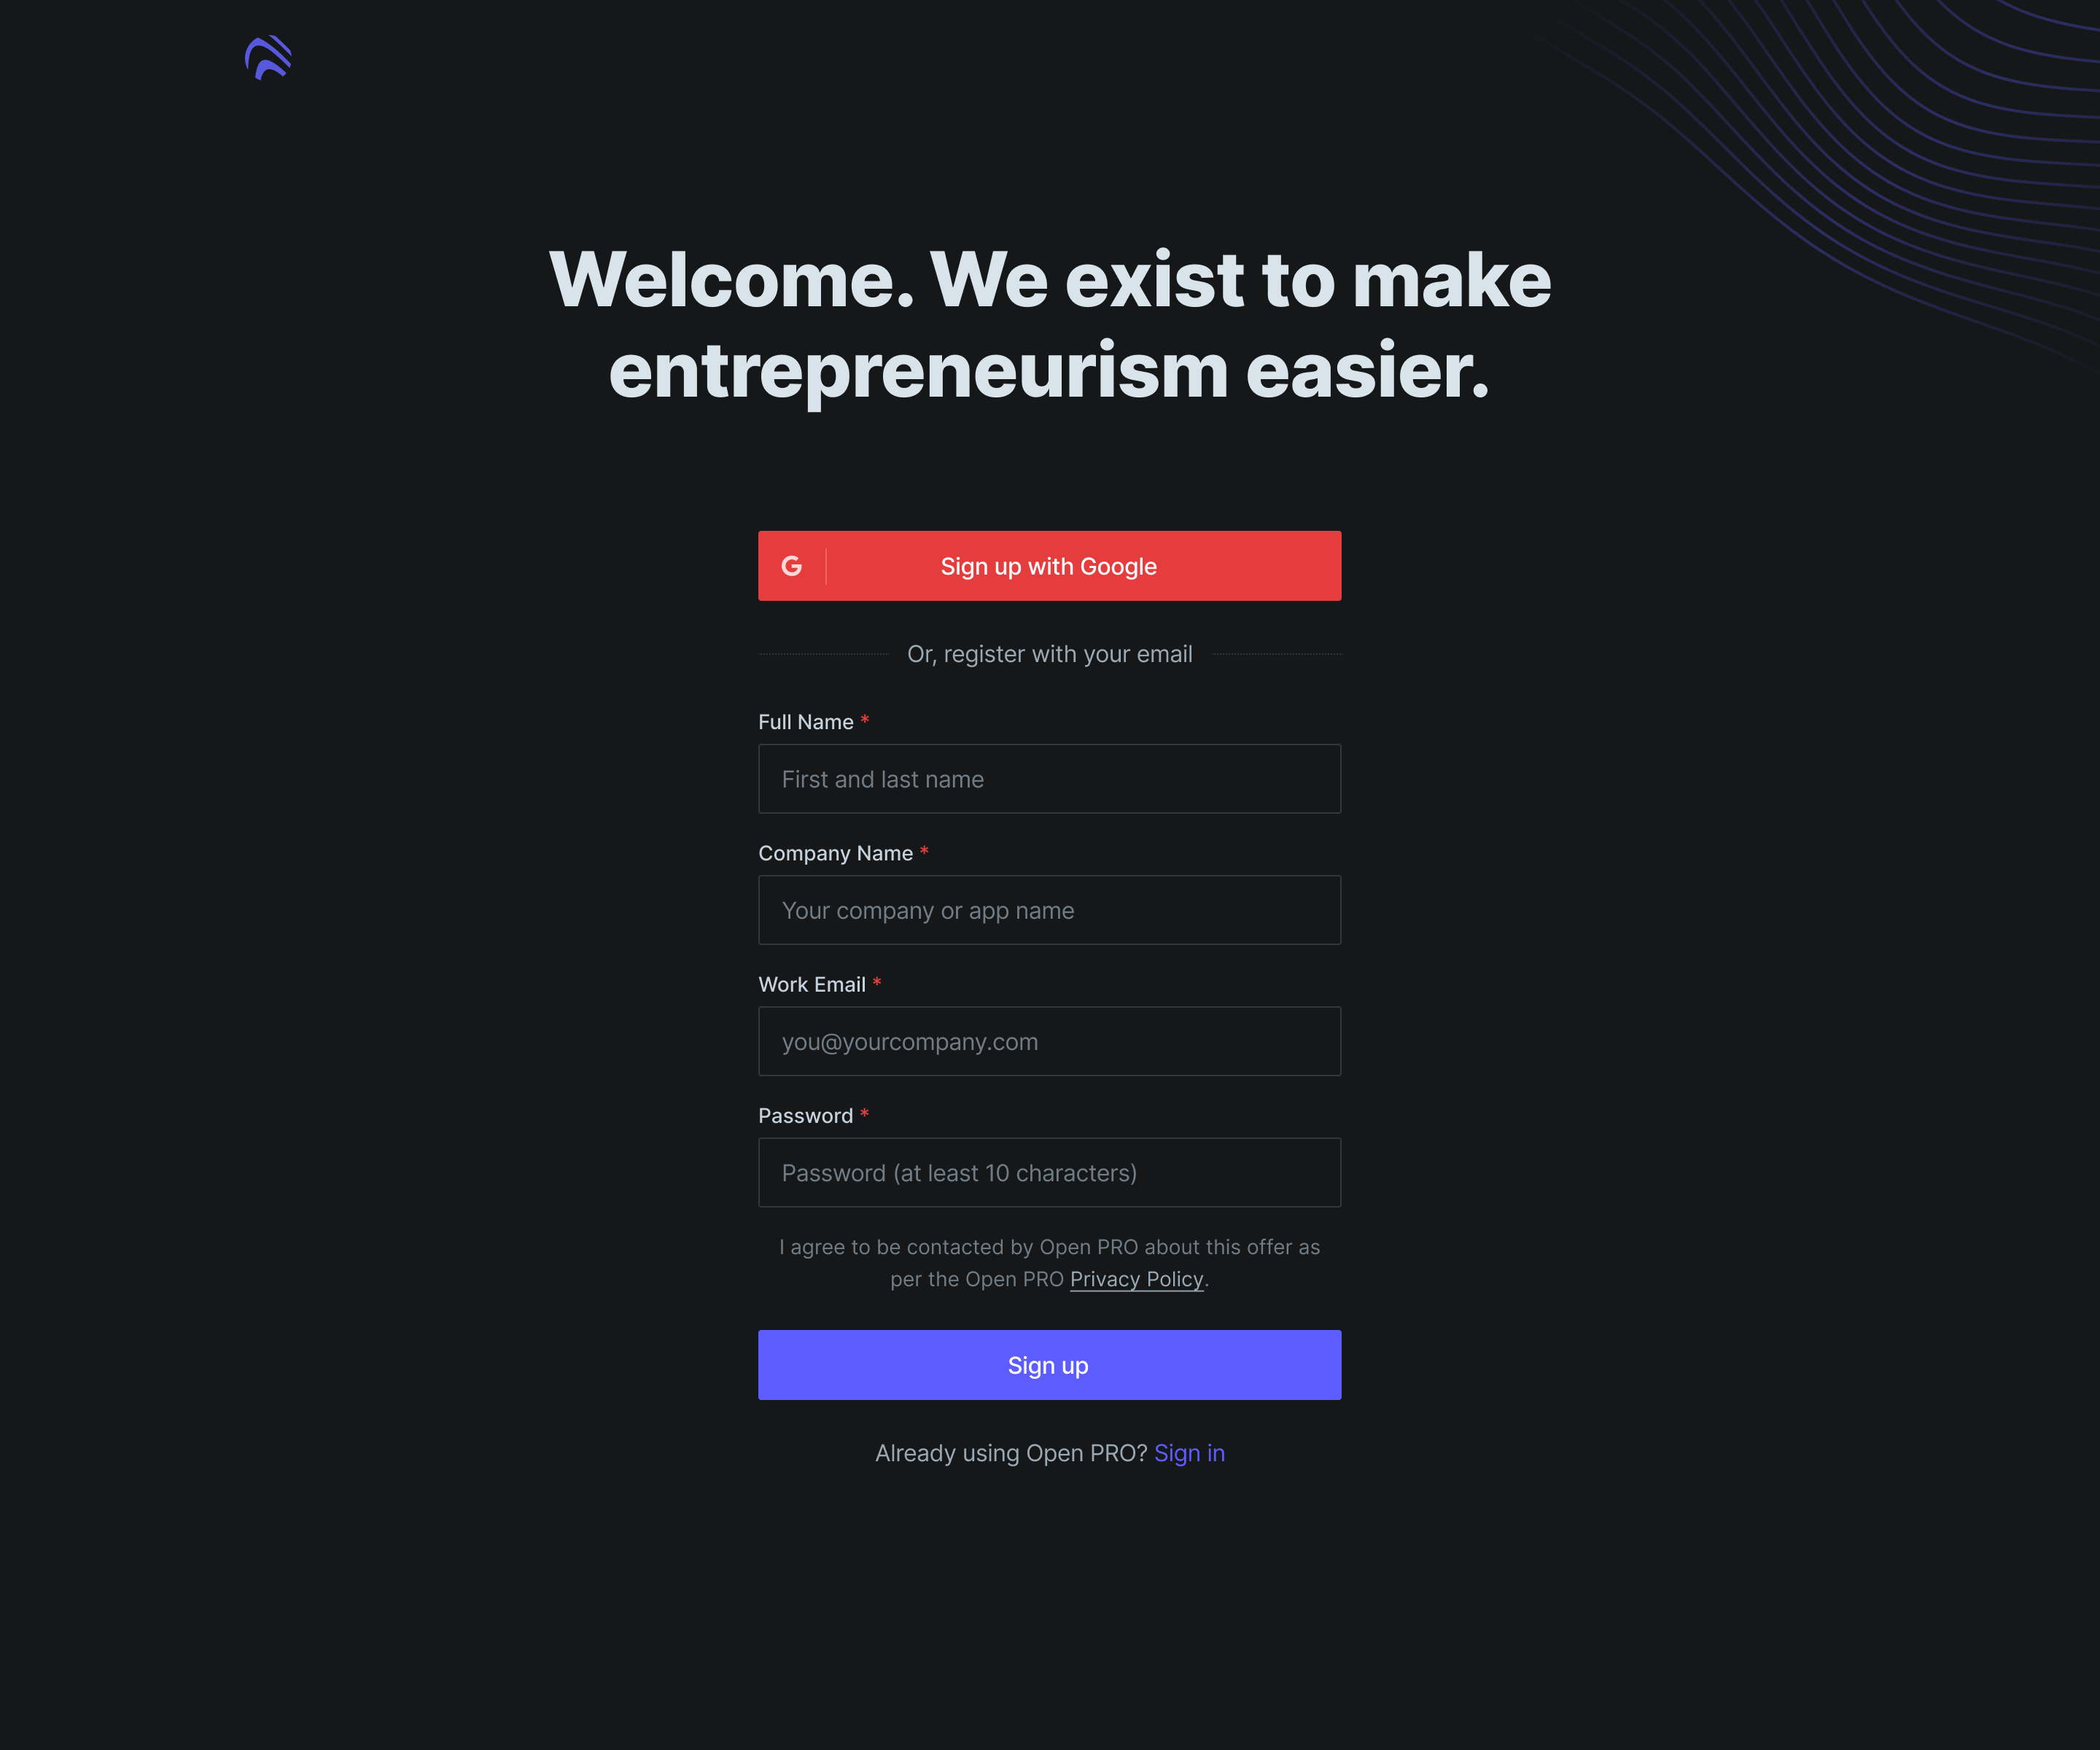 Welcome. We exist to make
entrepreneurism easier.
G
Sign up with Google
Or, register with your email
Full Name *
First and last name
Company Name *
Your company or app name
Work Email *
you@yourcompany.com
Password *
Password (at least 10 characters)
I agree to be contacted by Open PRO about this offer as
per the Open PRO Privacy Policy.
Sign up
Already using Open PRO? Sign in